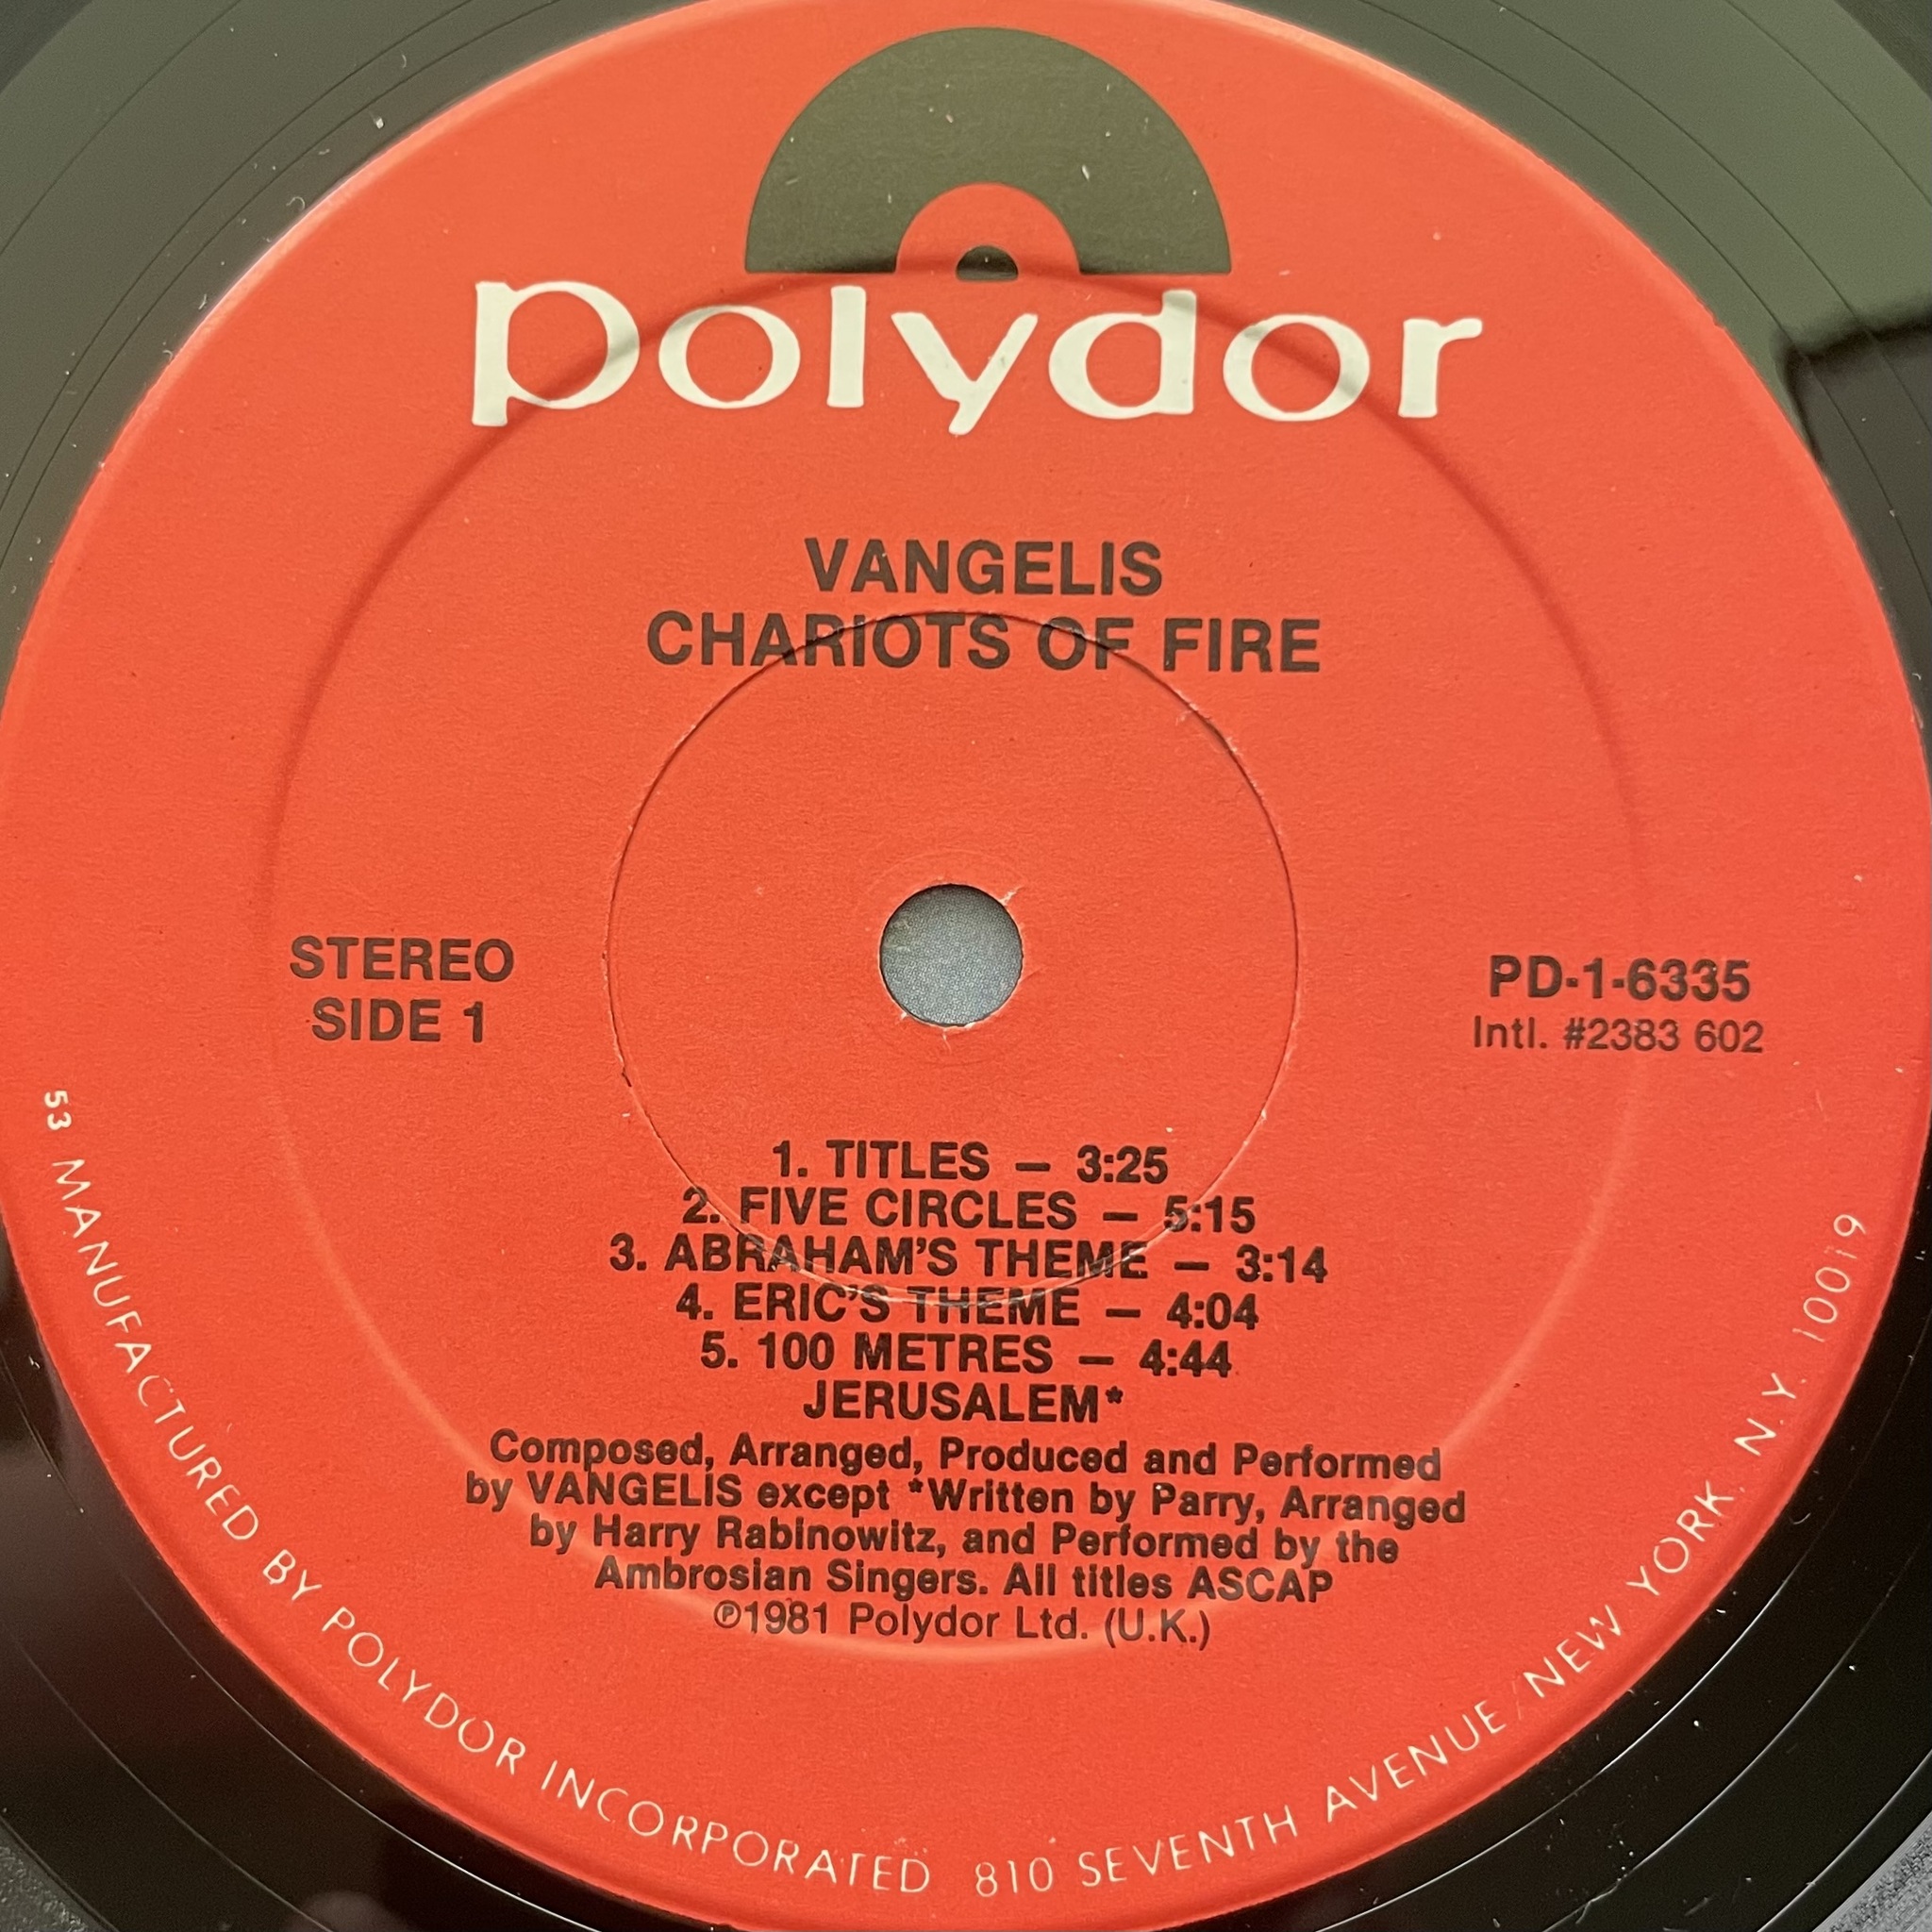 polydor
VANGELIS
CHARIOTS OF FIRE
STEREO
SIDE 1
PD-1-6335
Intl. #2383 602
1. TITLES — 3:25
2. FIVE CIRCLES — 5:15
3. ABRAHAM'S THEME — 3:14
4. ERIC'S THEME — 4:04
5. 100 METRES — 4:44
JERUSALEM*
Composed, Arranged, Produced and Performed
by VANGELIS except *Written by Parry, Arranged
by Harry Rabinowitz, and Performed by the
Ambrosian Singers. All titles ASCAP
℗1981 Polydor Ltd. (U.K.)
53 MANUFACTURED BY POLYDOR INCORPORATED 810 SEVENTH AVENUE/NEW YORK, N.Y. 10019